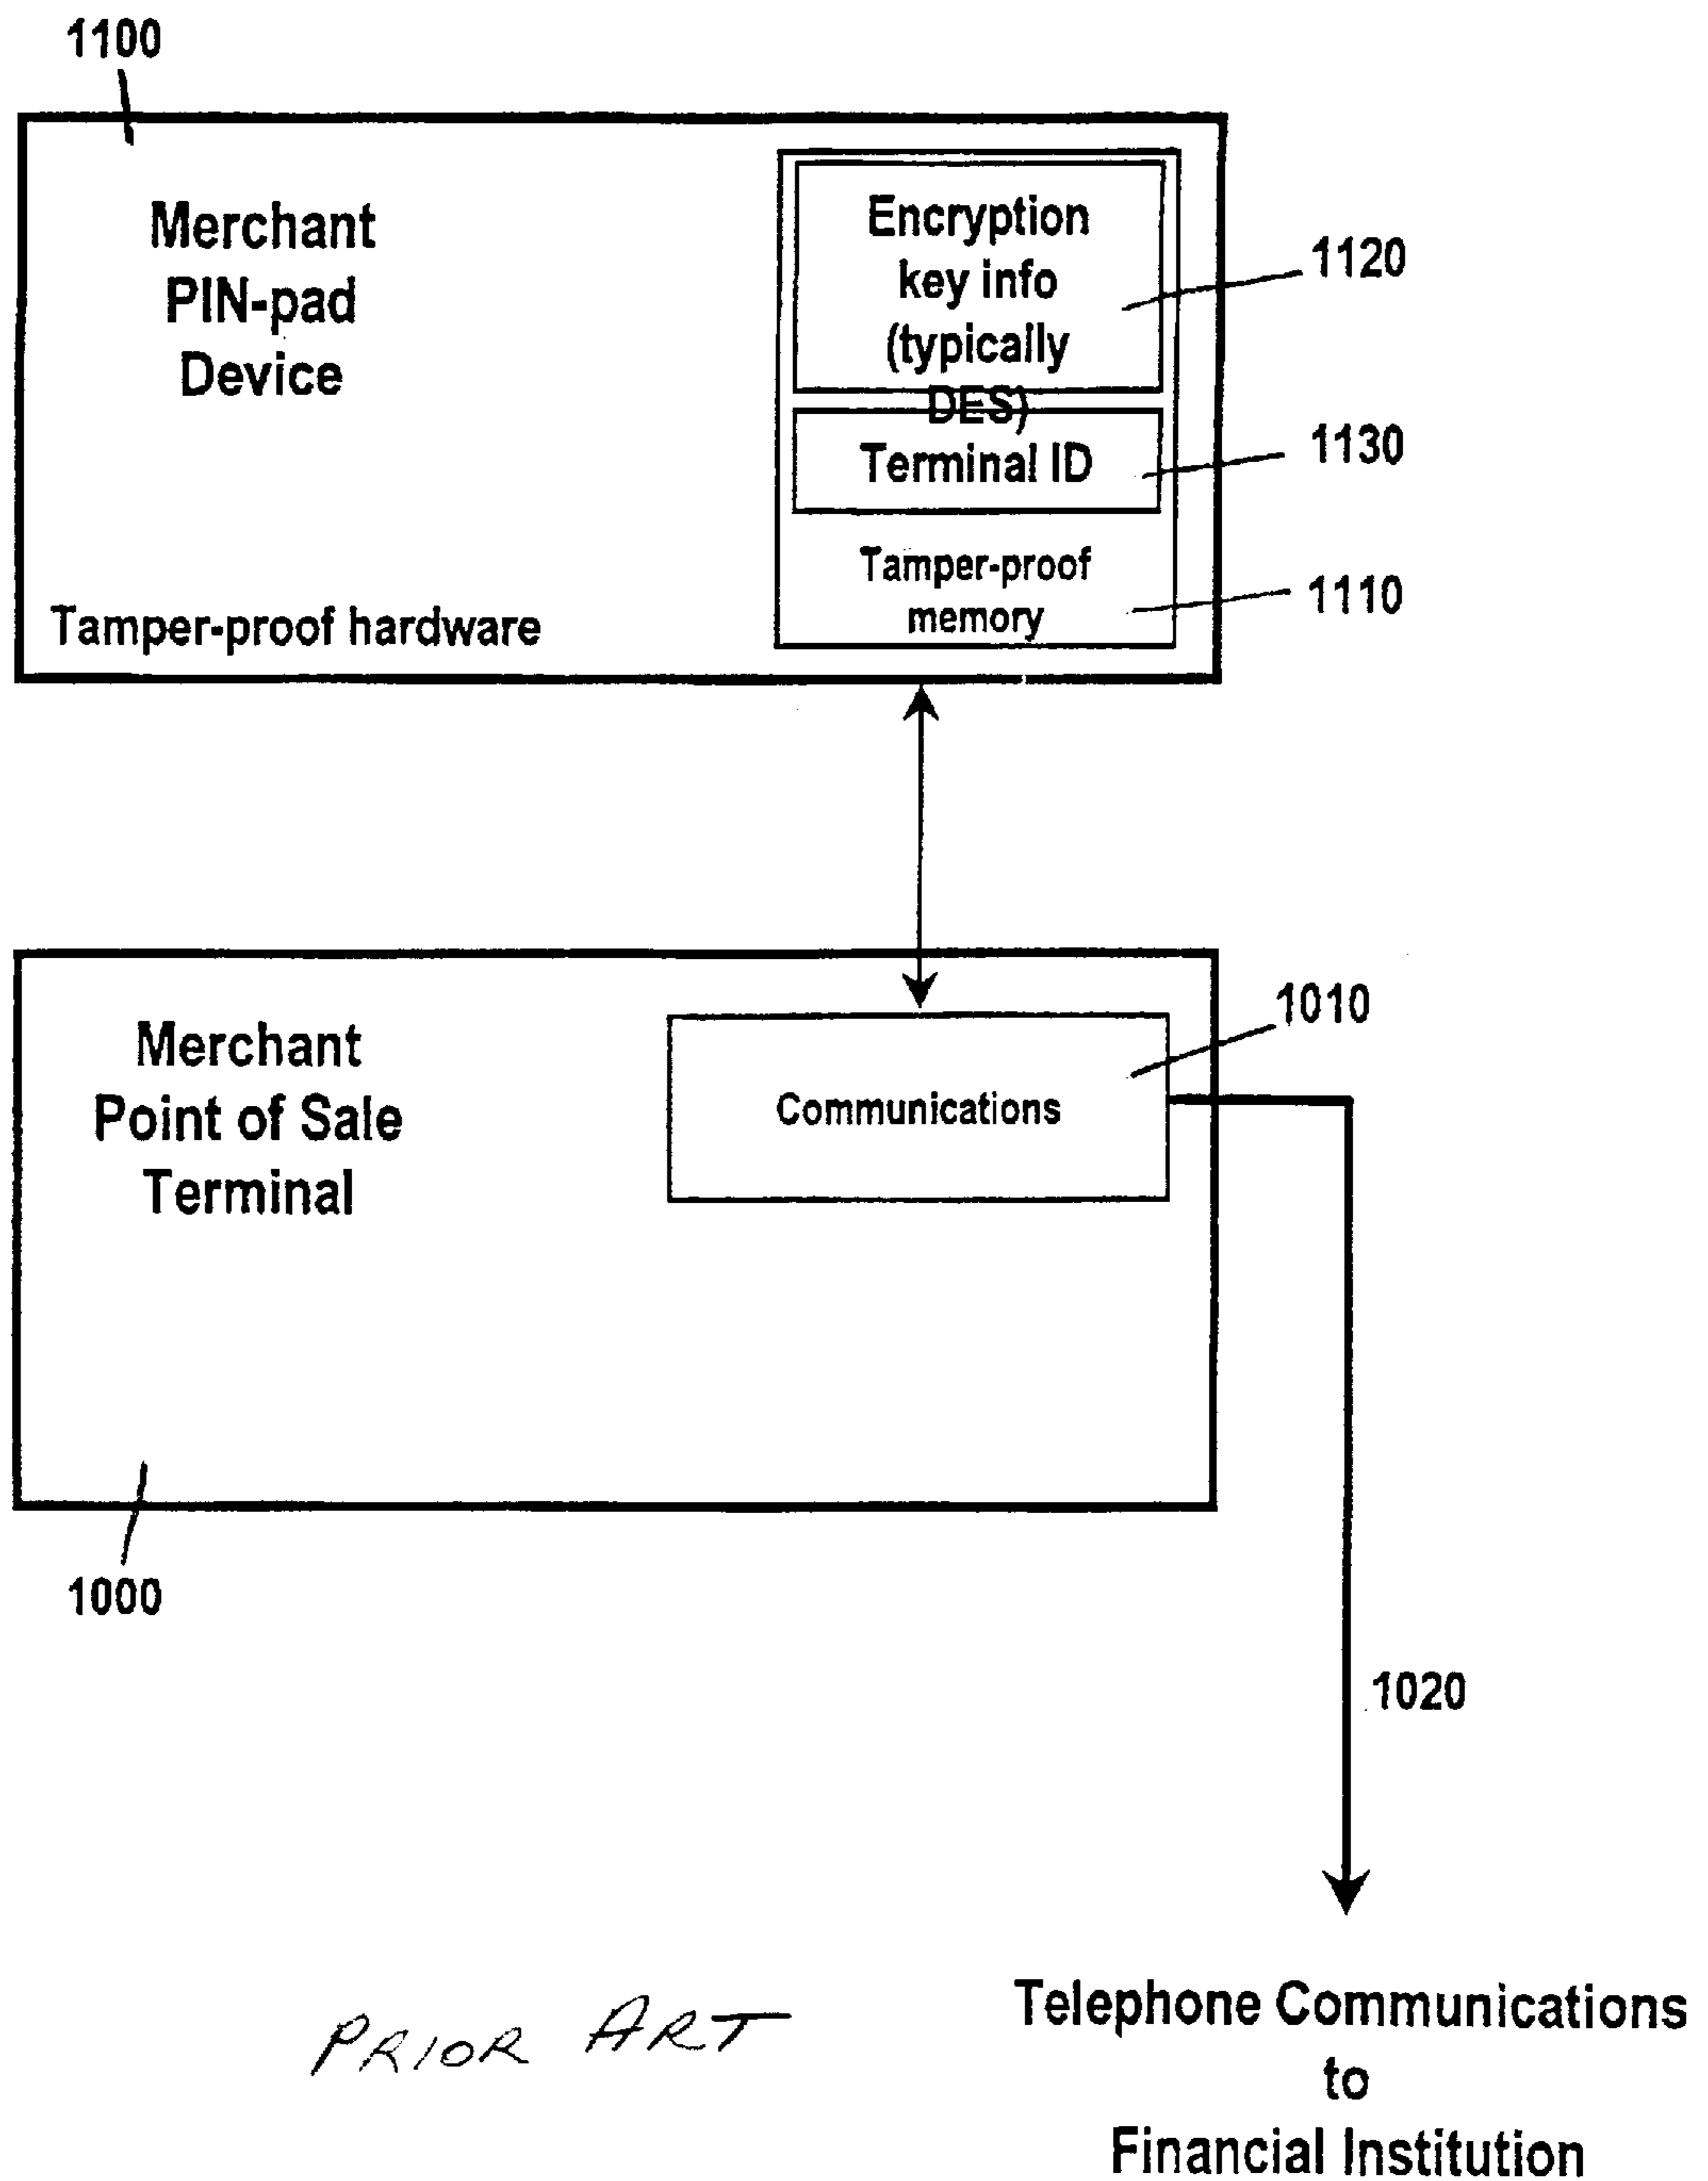 1100
Merchant
PIN-pad
Device
Tamper-proof hardware
Encryption
key info
(typically
DES)
1120
Terminal ID
1130
Tamper-proof
memory
1110
Merchant
Point of Sale
Terminal
Communications
1010
1000
1020
PRIOR ART
Telephone Communications
to
Financial Institution